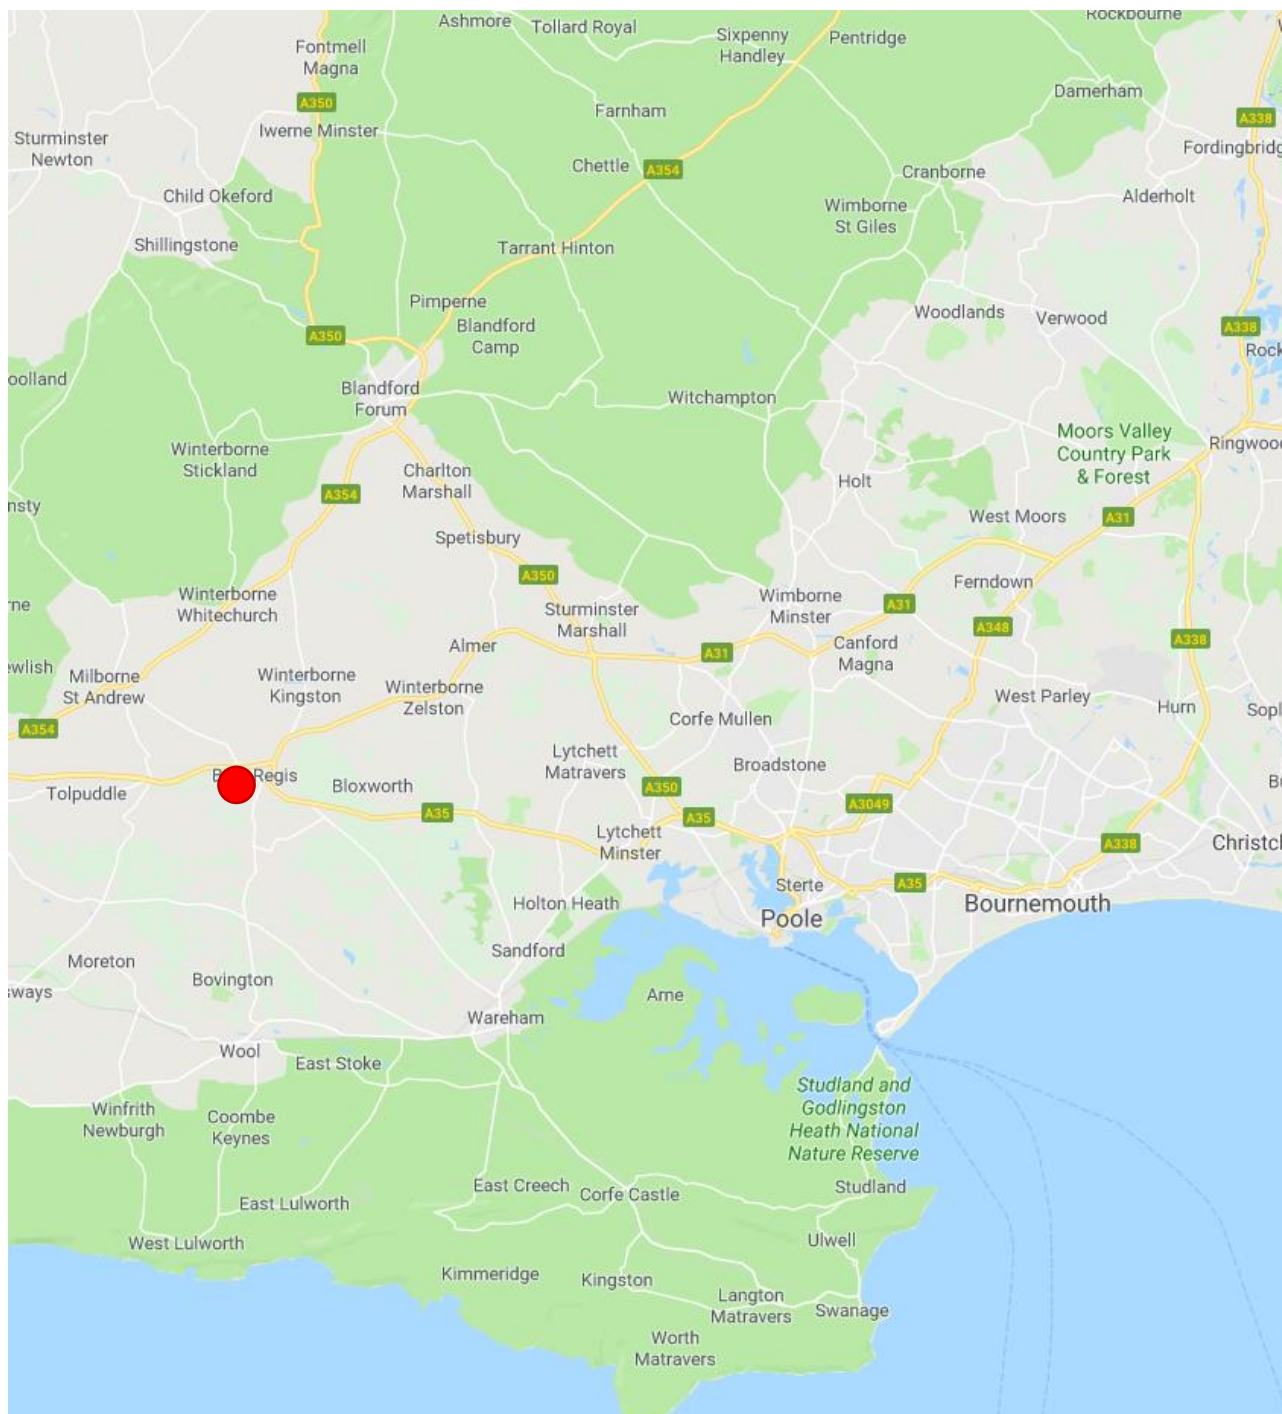 Ashmore
Tollard Royal
Sixpenny
Handley
Pentridge
Rockbourne
Fontmell
Magna
A350
Iwerne Minster
Farnham
Damerham
A338
Fordingbridg
Sturminster
Newton
Chettle
A354
Cranborne
Child Okeford
Alderholt
Wimborne
St Giles
Shillingstone
Tarrant Hinton
Pimperne
Blandford
Camp
Woodlands
Verwood
A338
A350
Rock
oolland
Blandford
Forum
Witchampton
Moors Valley
Country Park
& Forest
Ringwoo
Winterborne
Stickland
Charlton
Marshall
Holt
A354
nsty
West Moors
A31
Spetisbury
A350
Ferndown
rne
Winterborne
Whitechurch
Sturminster
Marshall
Wimborne
Minster
A31
A348
A338
Almer
A31
Canford
Magna
ewlish
Milborne
St Andrew
Winterborne
Kingston
Winterborne
Zelston
West Parley
Hurn
Sopl
Corfe Mullen
A354
Lytchett
Matravers
Broadstone
Regis
Bloxworth
A350
Tolpuddle
A35
A35
A3049
Lytchett
Minster
A338
Christch
Sterte
A35
Holton Heath
Poole
Bournemouth
Sandford
Moreton
Bovington
Arne
sways
Wareham
Wool
East Stoke
Studland and
Godlingston
Heath National
Nature Reserve
Winfrith
Newburgh
Coombe
Keynes
East Creech
Corfe Castle
Studland
East Lulworth
West Lulworth
Ulwell
Kimmeridge
Kingston
Langton
Matravers
Swanage
Worth
Matravers